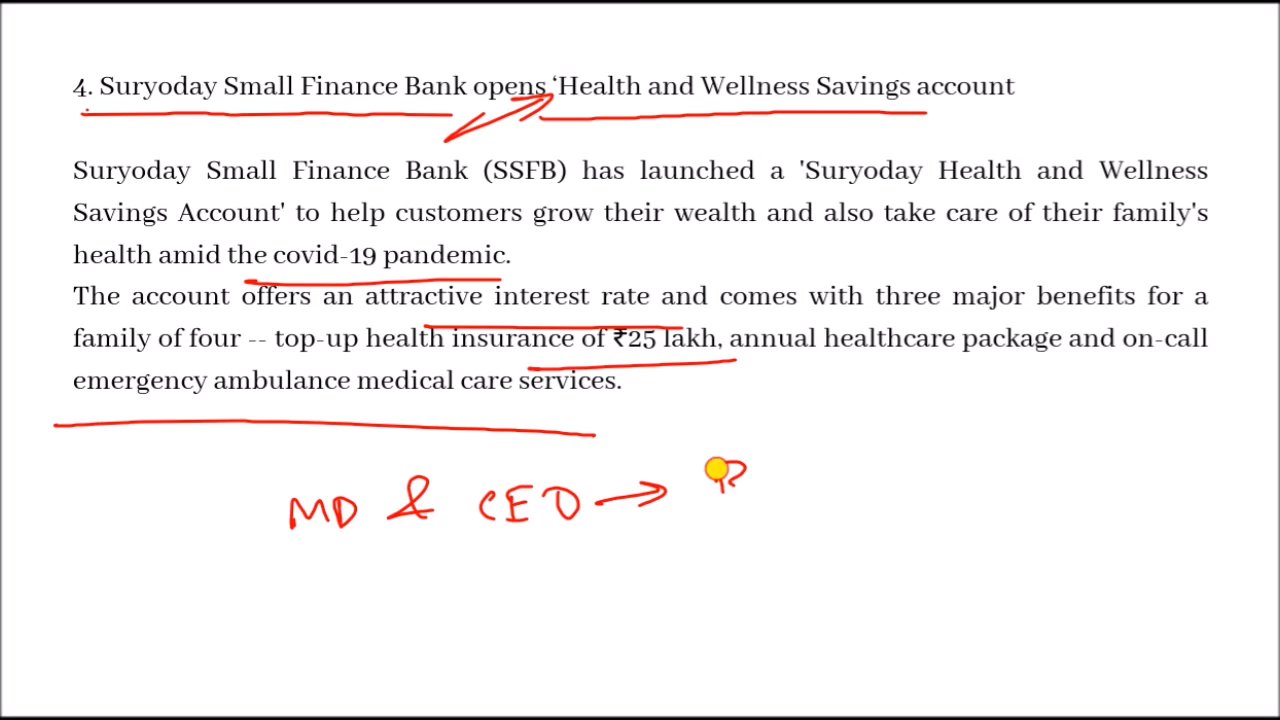 4. Suryoday Small Finance Bank opens ‘Health and Wellness Savings account
Suryoday Small Finance Bank (SSFB) has launched a 'Suryoday Health and Wellness
Savings Account' to help customers grow their wealth and also take care of their family's
health amid the covid-19 pandemic.
The account offers an attractive interest rate and comes with three major benefits for a
family of four -- top-up health insurance of ₹25 lakh, annual healthcare package and on-call
emergency ambulance medical care services.
MD & CEO → R